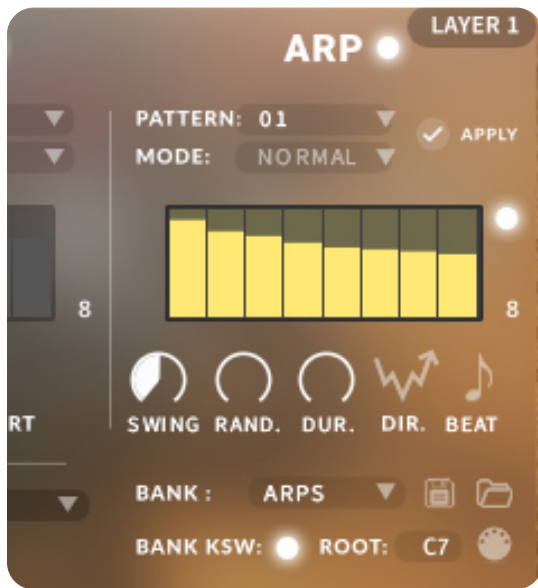 LAYER 1
ARP
PATTERN: 01
APPLY
MODE: NORMAL
8 8
RT SWING RAND. DUR. DIR. BEAT
BANK : ARPS
BANK KSW: ROOT: C7